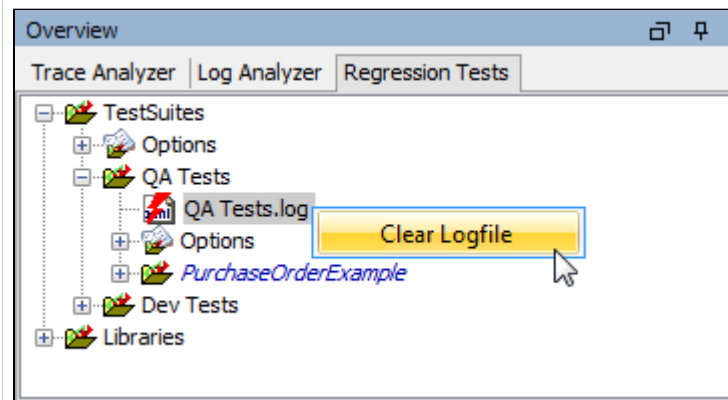 Overview
Trace Analyzer Log Analyzer Regression Tests
TestSuites
Options
QA Tests
QA Tests.log
Clear Logfile
Options
PurchaseOrderExample
Dev Tests
Libraries